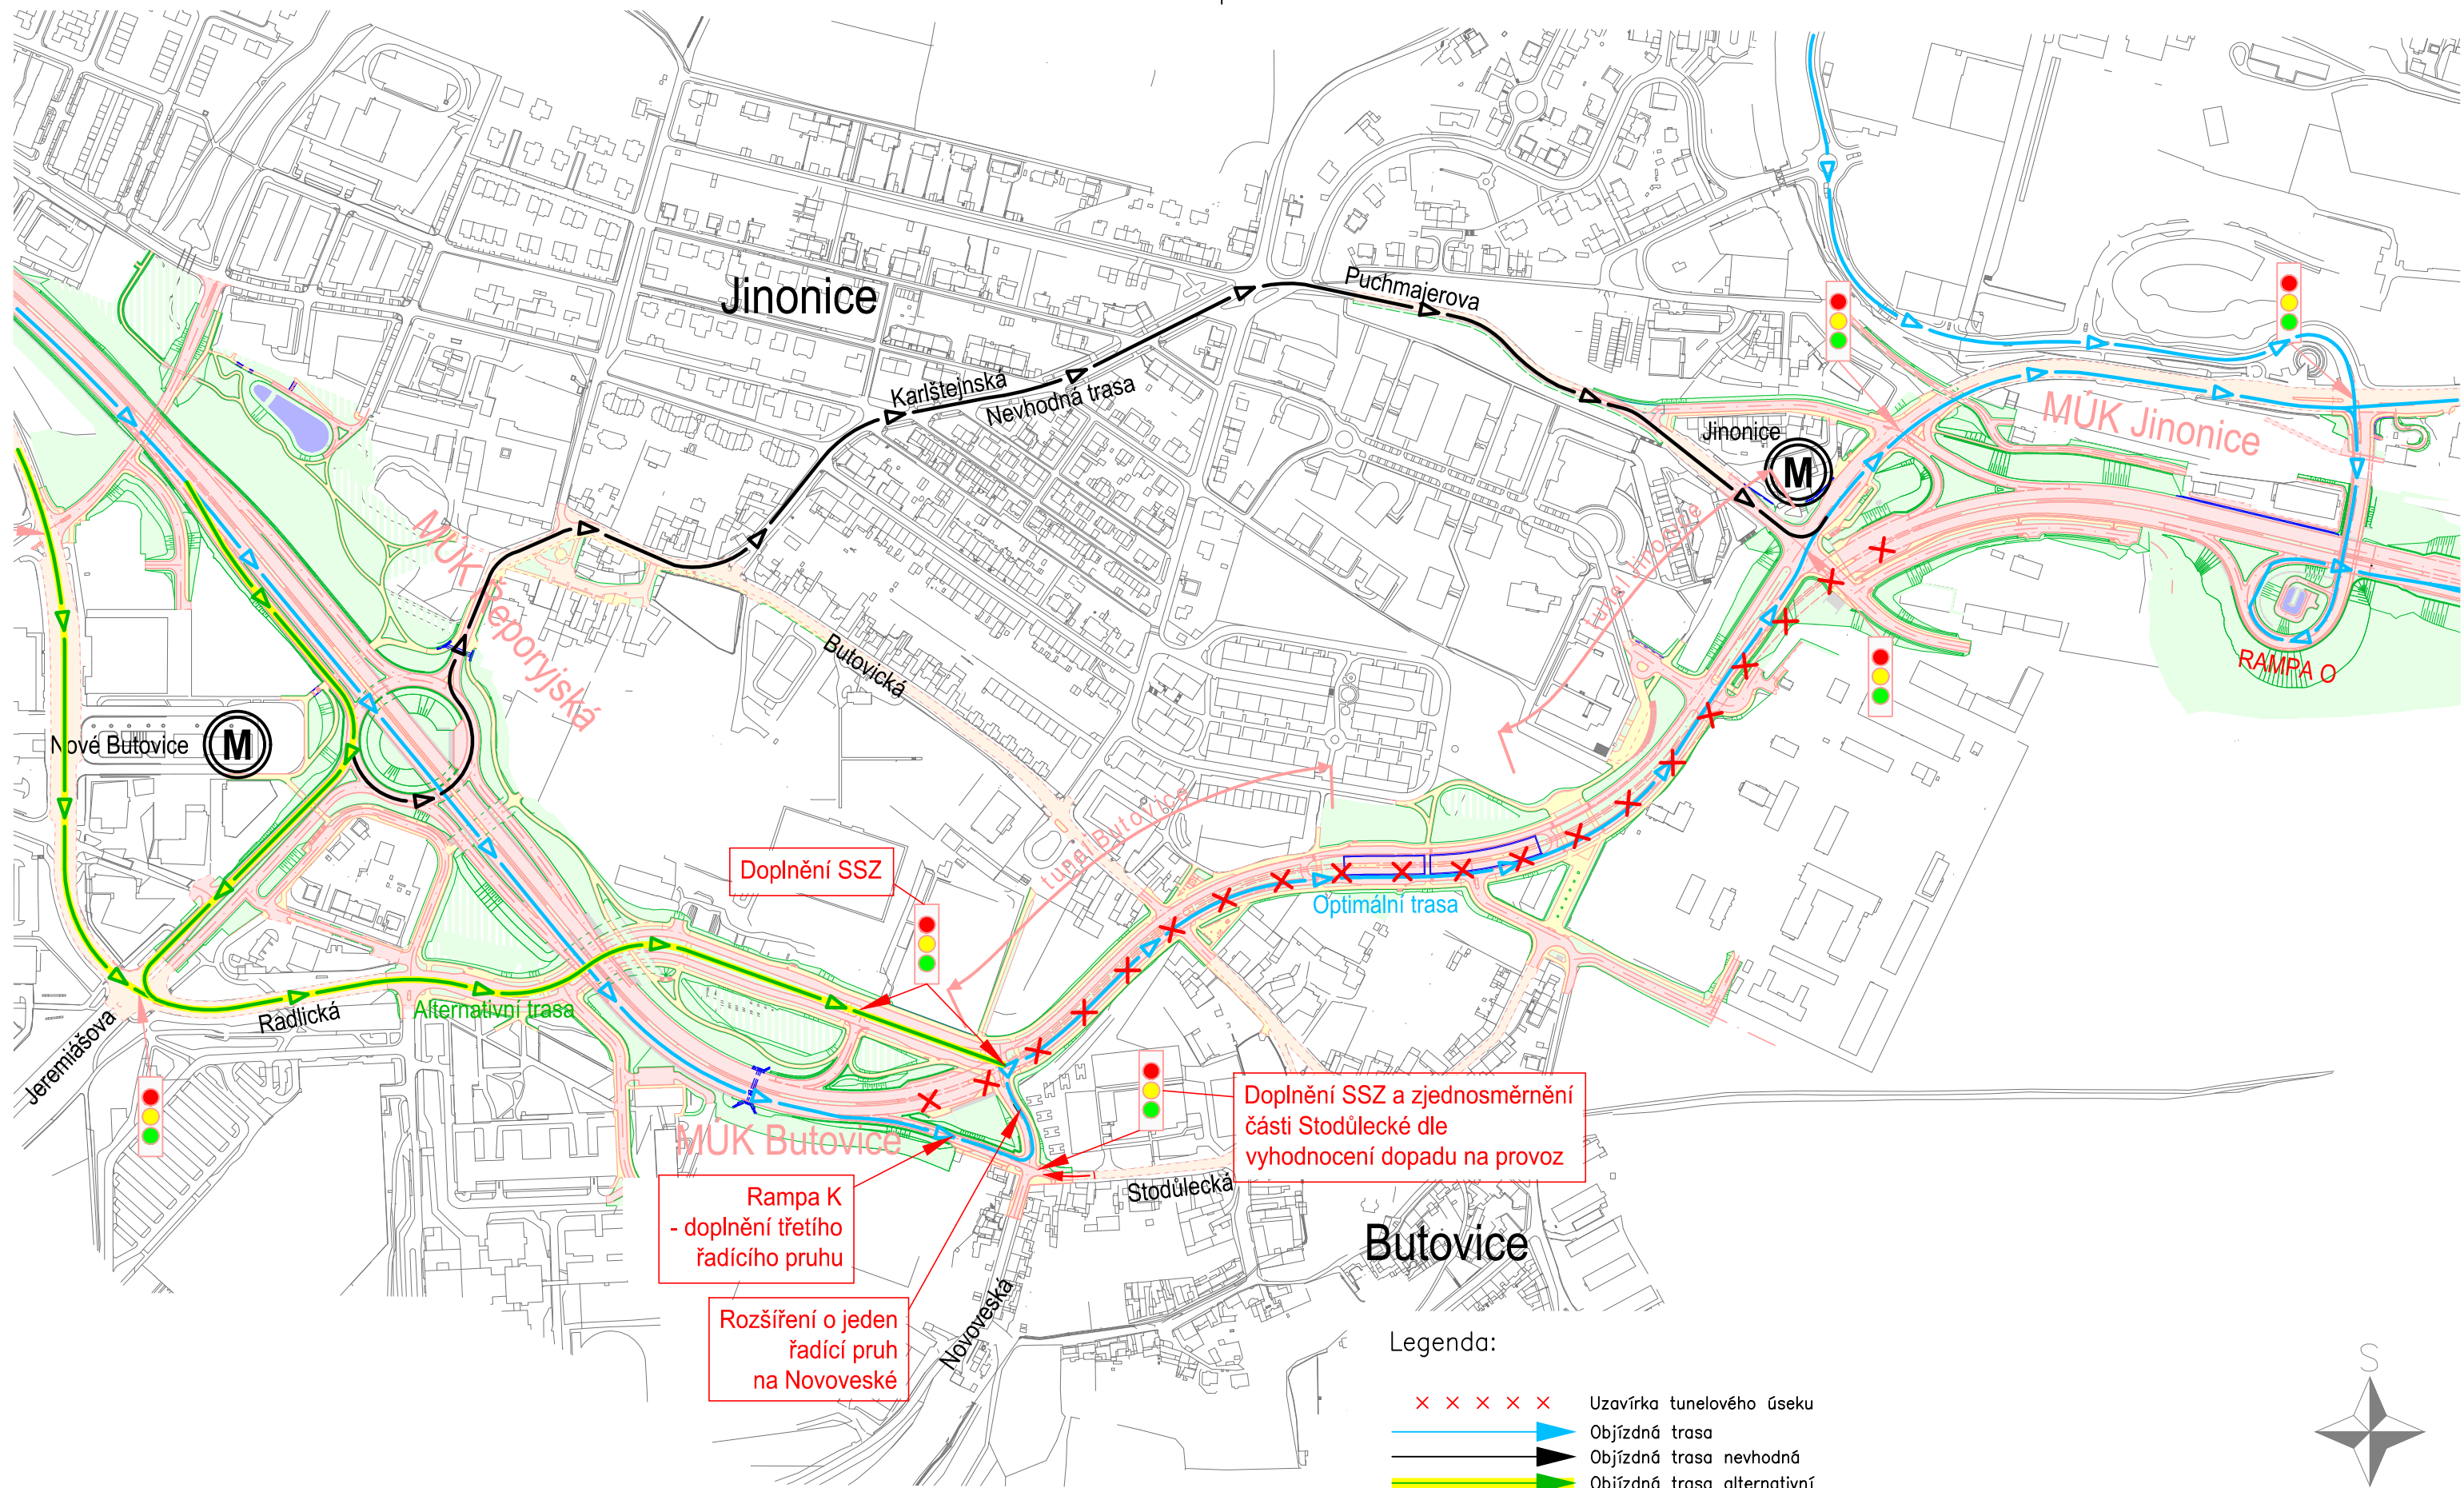 Jinonice
Puchmajerova
Karlštejnská
Nevhodná trasa
Jinonice
M
MÚK Jinonice
MÚK Řeporyjská
tunel Jinonice
RAMPA O
Butovická
Nové Butovice
M
tunel Butovice
Doplnění SSZ
Optimální trasa
Radlická
Alternativní trasa
Jeremiášova
MÚK Butovice
Doplnění SSZ a zjednosměrnění
části Stodůlecké dle
vyhodnocení dopadu na provoz
Stodůlecká
Rampa K
- doplnění třetího
řadícího pruhu
Butovice
Rozšíření o jeden
řadící pruh
na Novoveské
Novoveská
Legenda:
Uzavírka tunelového úseku
Objízdná trasa
Objízdná trasa nevhodná
Objízdná trasa alternativní
S